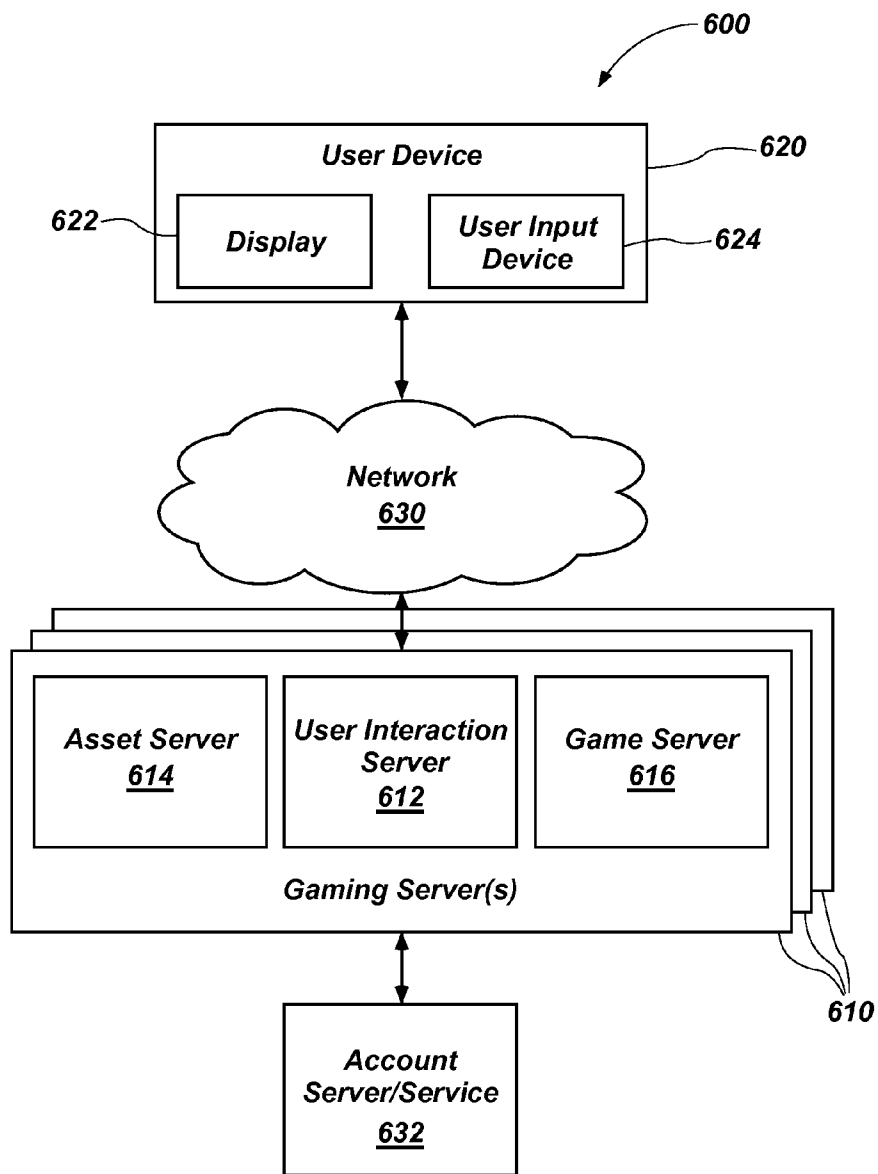 600
User Device
620
622
Display
User Input
Device
624
Network
630
Asset Server
614
User Interaction
Server
612
Game Server
616
Gaming Server(s)
610
Account
Server/Service
632